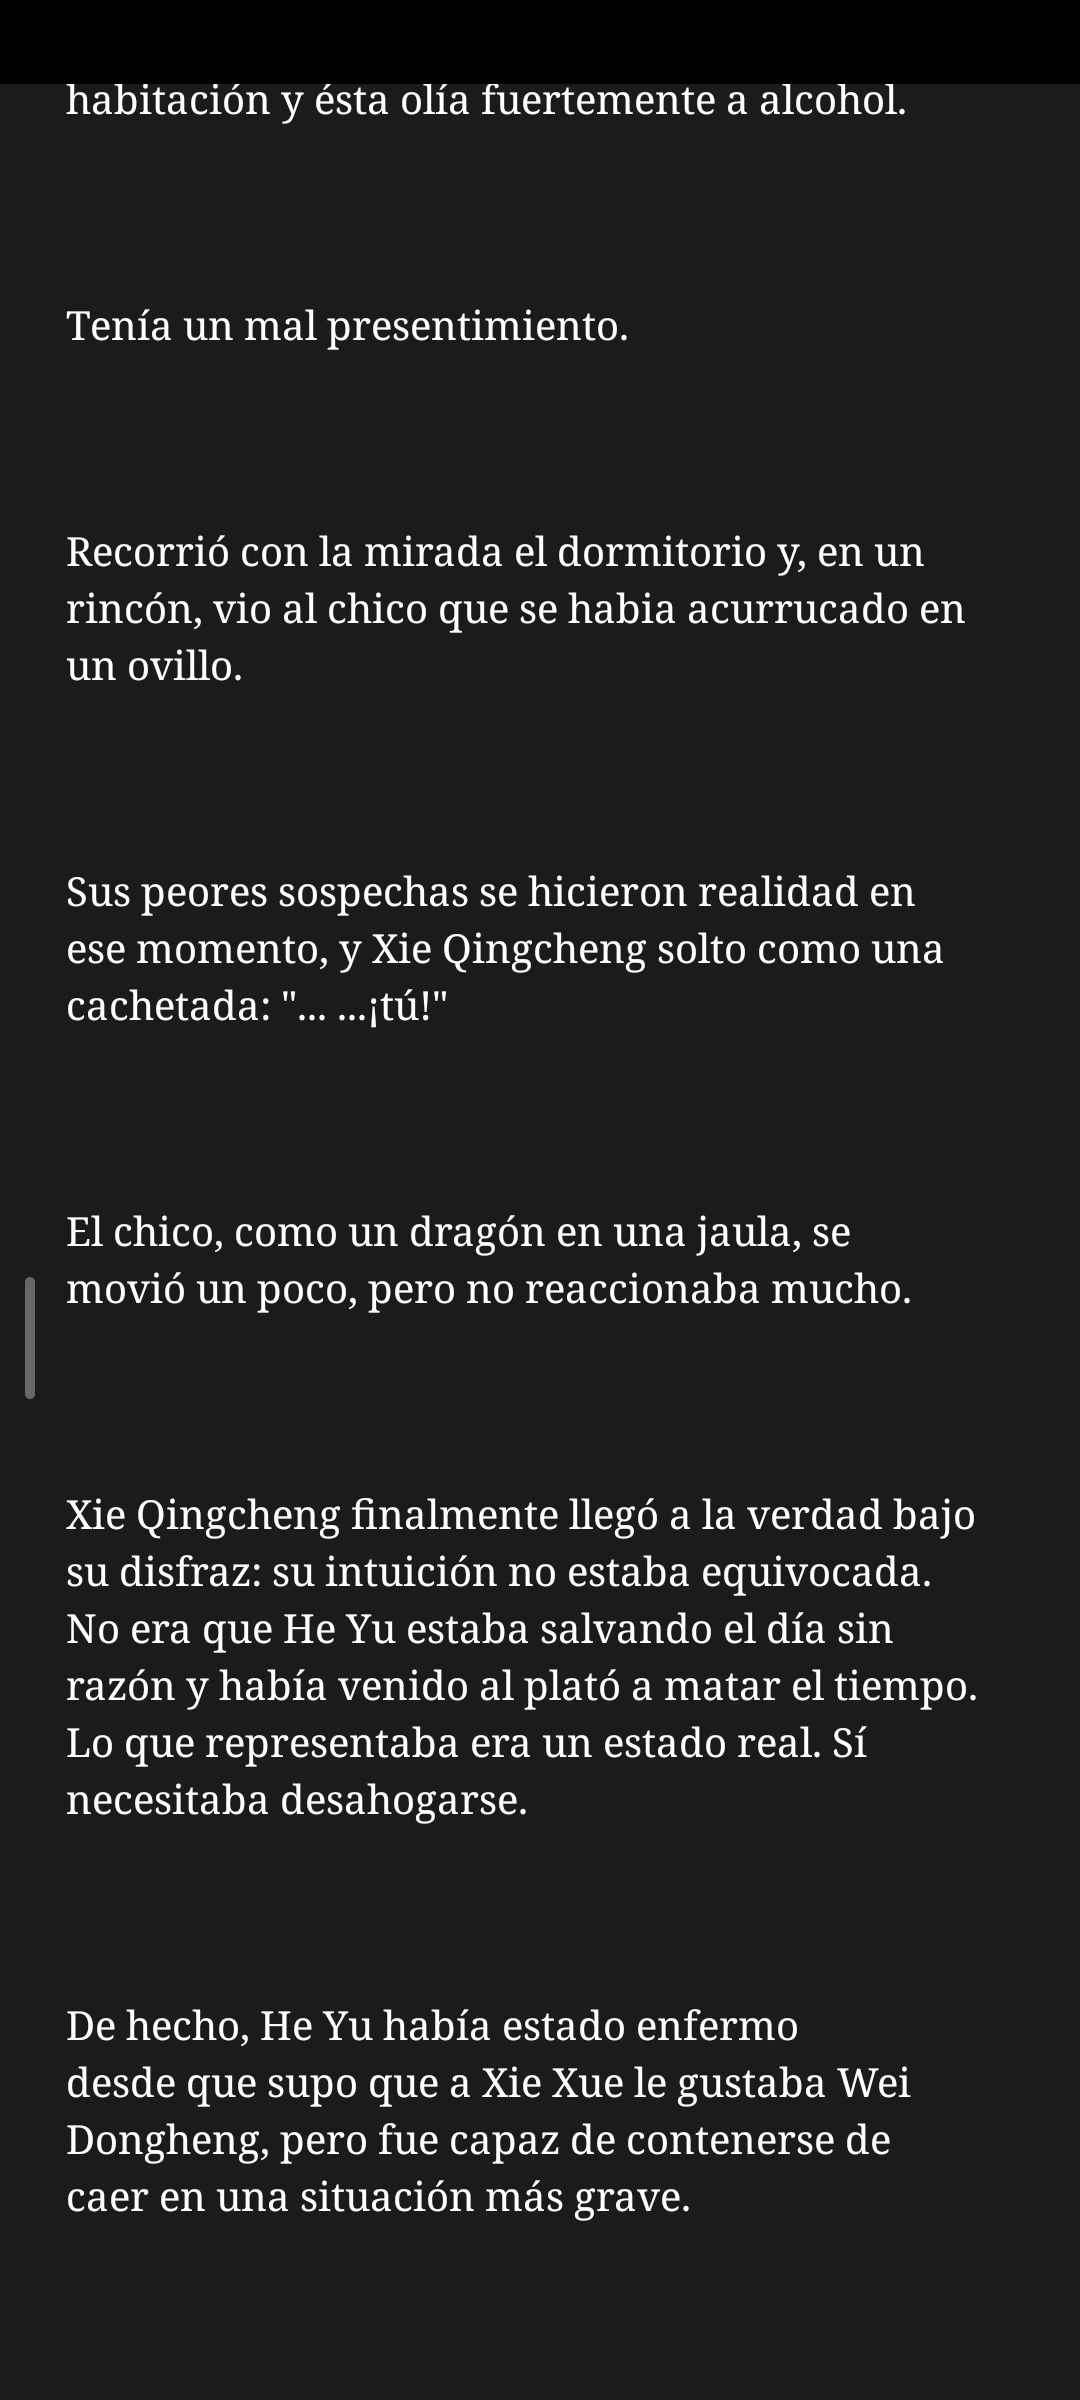 habitación y ésta olía fuertemente a alcohol.
Tenía un mal presentimiento.
Recorrió con la mirada el dormitorio y, en un
rincón, vio al chico que se habia acurrucado en
un ovillo.
Sus peores sospechas se hicieron realidad en
ese momento, y Xie Qingcheng solto como una
cachetada: "... ...¡tú!"
El chico, como un dragón en una jaula, se
movió un poco, pero no reaccionaba mucho.
Xie Qingcheng finalmente llegó a la verdad bajo
su disfraz: su intuición no estaba equivocada.
No era que He Yu estaba salvando el día sin
razón y había venido al plató a matar el tiempo.
Lo que representaba era un estado real. Sí
necesitaba desahogarse.
De hecho, He Yu había estado enfermo
desde que supo que a Xie Xue le gustaba Wei
Dongheng, pero fue capaz de contenerse de
caer en una situación más grave.